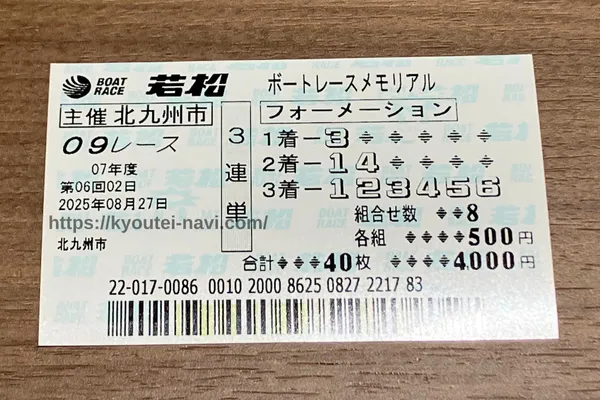 BOAT RACE 若松 ボートレースメモリアル
主催 北九州市 3連単 フォーメーション
09レース
1着ー3
07年度
2着ー14
第06回02日
3着ー123456
2025年08月27日
組合せ数 8
https://kyoutei-navi.com/
各組 500円
北九州市
合計 40枚 4000円
22-017-0086 0010 2000 8625 0827 2217 83